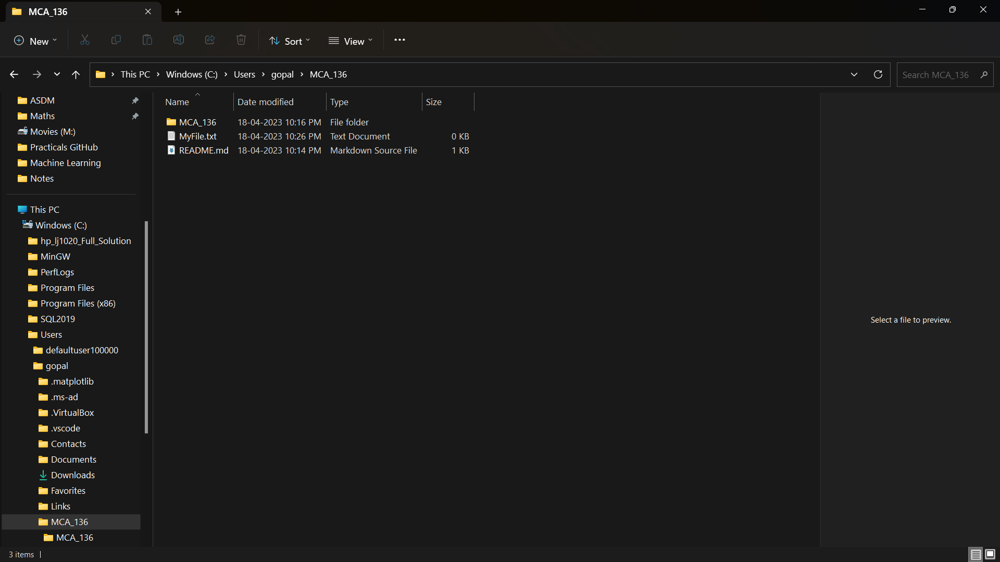 MCA_136
New
Sort
View
This PC
Windows (C:)
Users
gopal
MCA_136
Search MCA_136
ASDM
Maths
Movies (M:)
Practicals GitHub
Machine Learning
Notes
This PC
Windows (C:)
hp_lj1020_Full_Solution
MinGW
PerfLogs
Program Files
Program Files (x86)
SQL2019
Users
defaultuser100000
gopal
.matplotlib
.ms-ad
.VirtualBox
.vscode
Contacts
Documents
Downloads
Favorites
Links
MCA_136
MCA_136
Name Date modified Type Size
MCA_136 18-04-2023 10:16 PM File folder
MyFile.txt 18-04-2023 10:26 PM Text Document 0 KB
README.md 18-04-2023 10:14 PM Markdown Source File 1 KB
Select a file to preview.
3 items